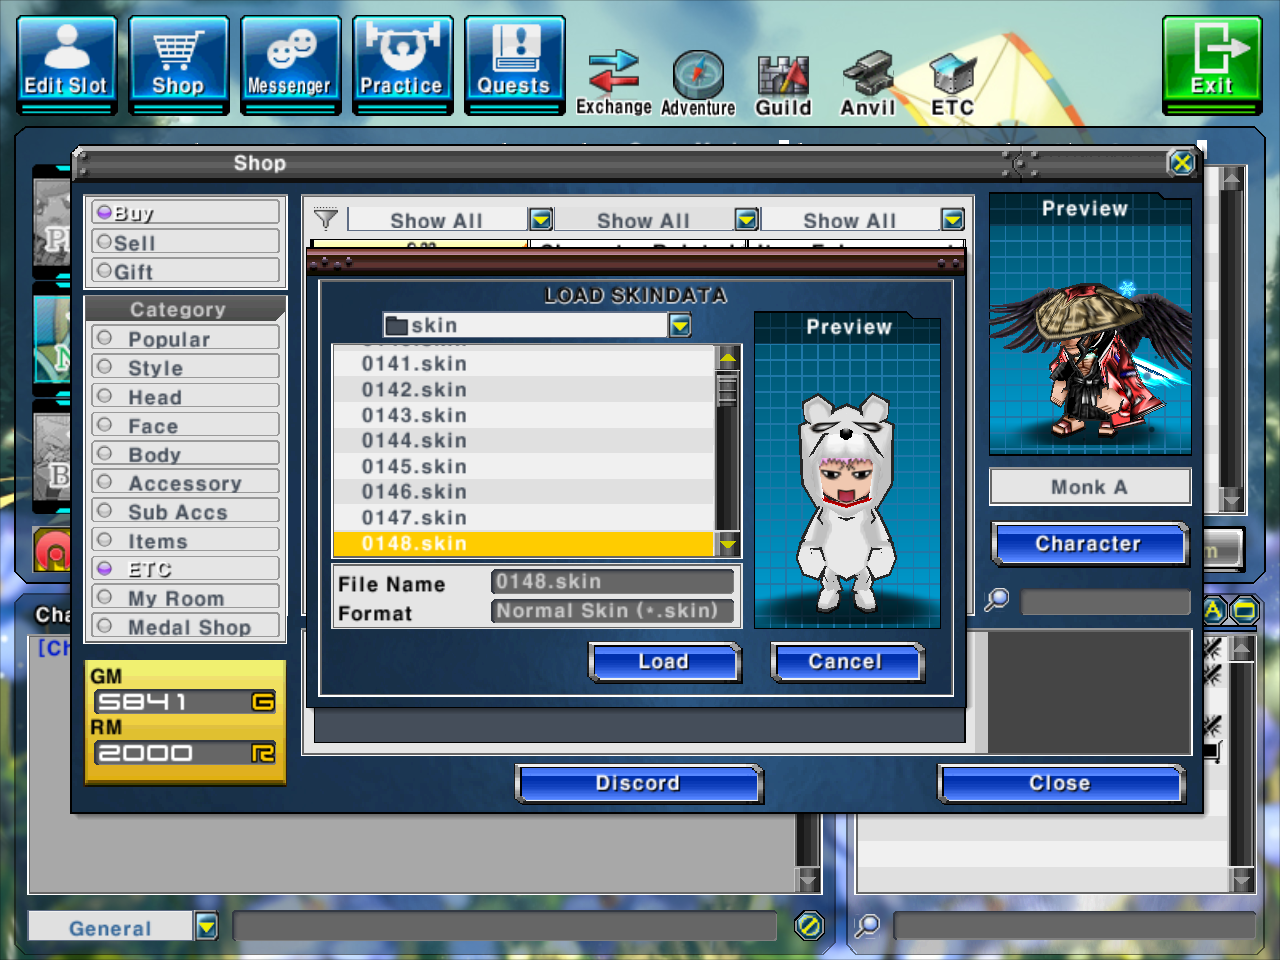 Edit Slot
Shop
Messenger
Practice
Quests
Exchange
Adventure
Guild
Anvil
ETC
Exit
Shop
Buy
Sell
Gift
Category
Popular
Style
Head
Face
Body
Accessory
Sub Accs
Items
ETC
My Room
Medal Shop
GM
5841 G
RM
2000 R
Show All
Show All
Show All
LOAD SKINDATA
skin
0141.skin
0142.skin
0143.skin
0144.skin
0145.skin
0146.skin
0147.skin
0148.skin
File Name
0148.skin
Format
Normal Skin (*.skin)
Preview
Load
Cancel
Preview
Monk A
Character
Discord
Close
Cha
[Ch
A
General